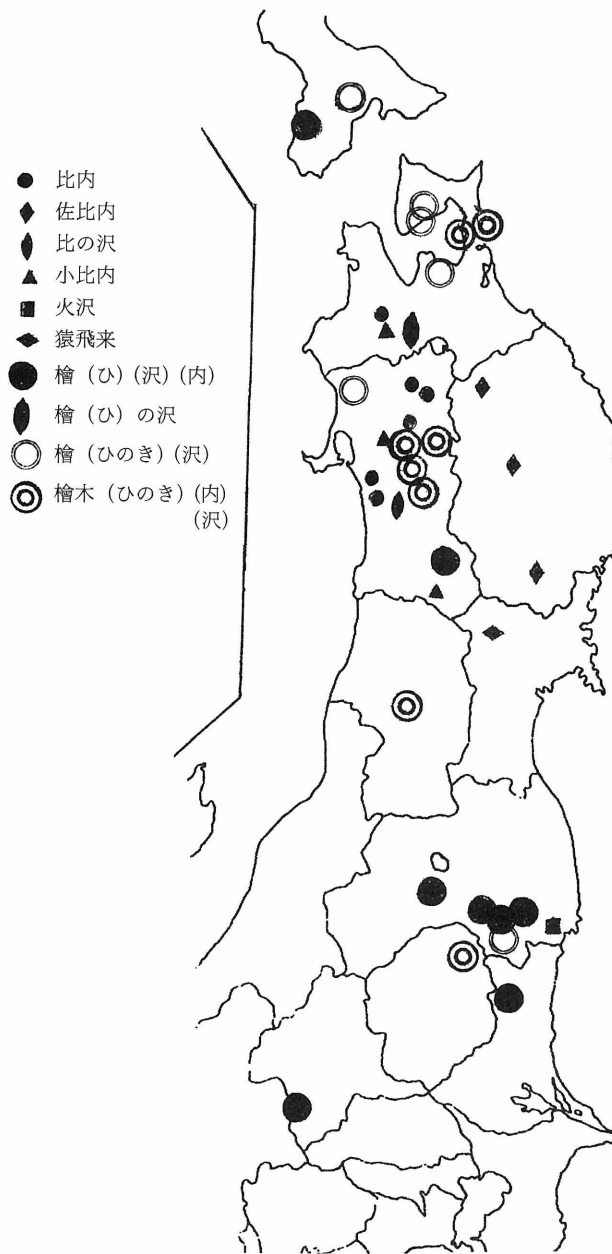 比内
佐比内
比の沢
小比内
火沢
猿飛来
檜（ひ）（沢）（内）
檜（ひ）の沢
檜（ひのき）（沢）
檜木（ひのき）（内）
（沢）